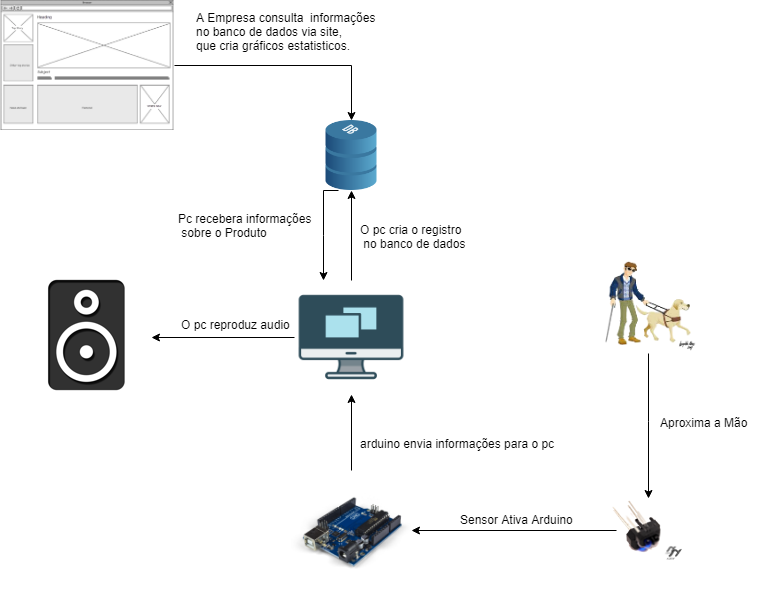 A Empresa consulta informações
no banco de dados via site,
que cria gráficos estatisticos.
DB
Pc recebera informações
sobre o Produto
O pc cria o registro
no banco de dados
O pc reproduz audio
Aproxima a Mão
arduino envia informações para o pc
Sensor Ativa Arduino